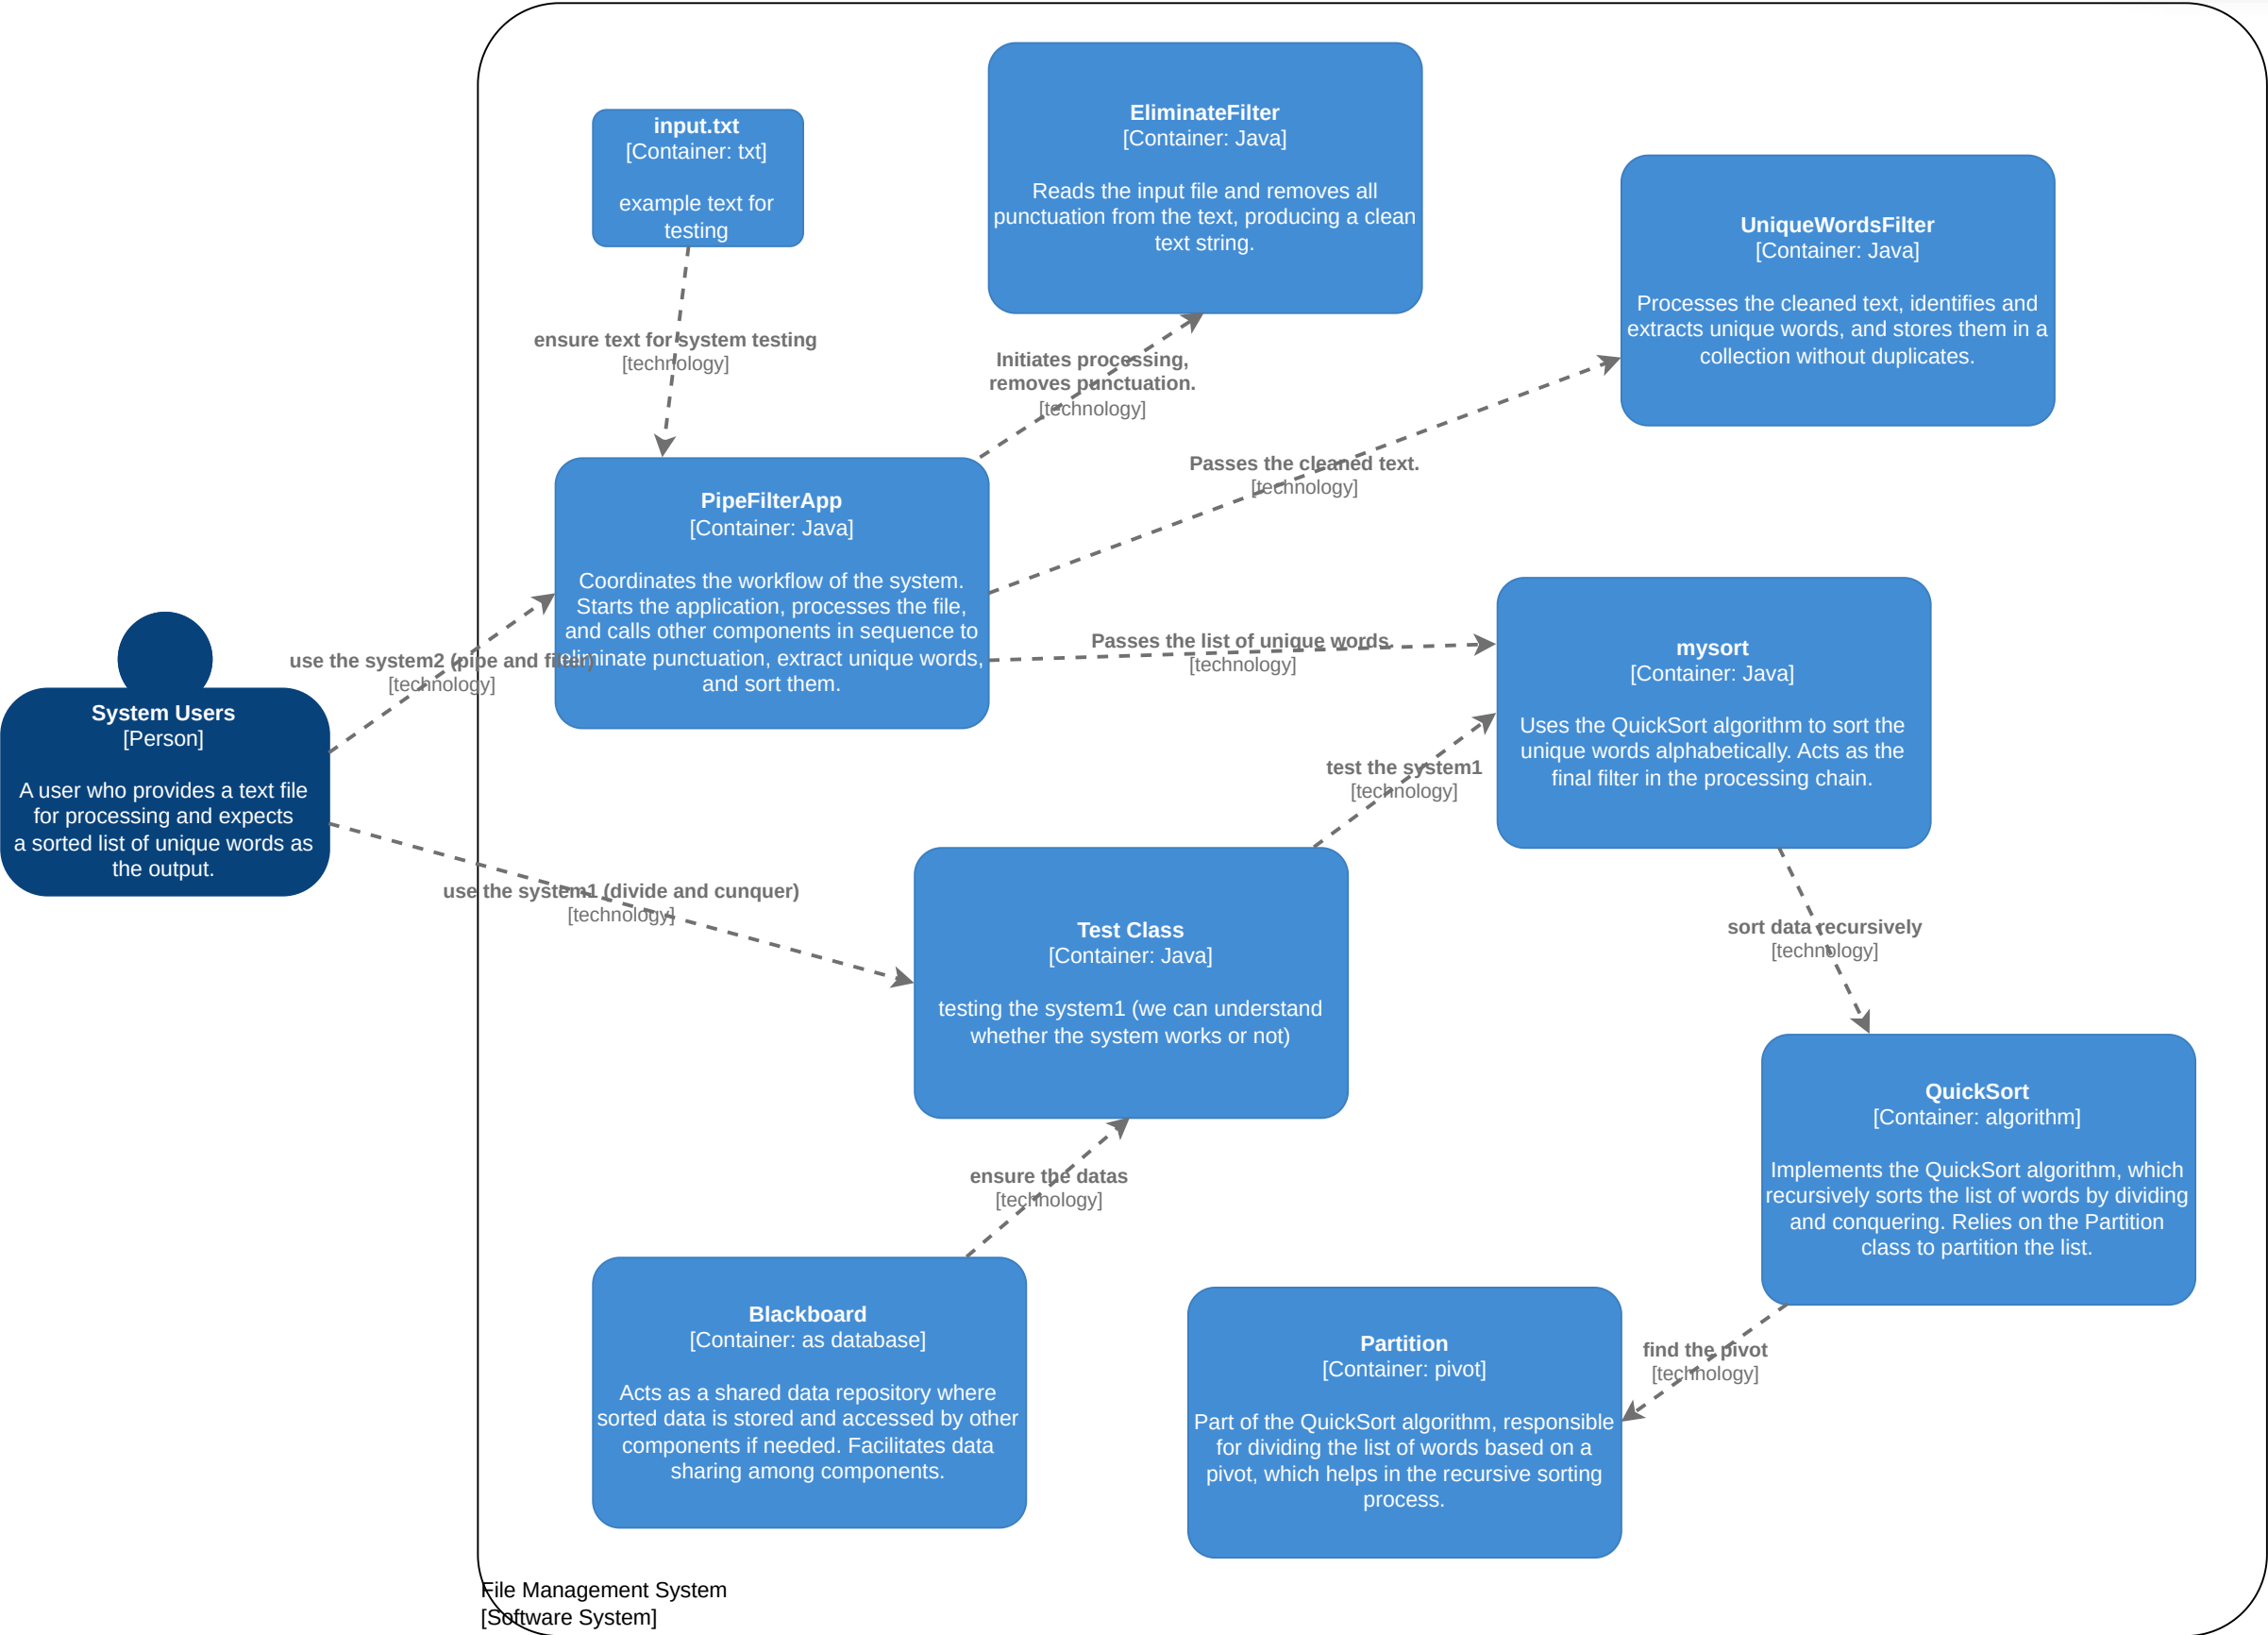 input.txt
[Container: txt]
example text for
testing
EliminateFilter
[Container: Java]
Reads the input file and removes all
punctuation from the text, producing a clean
text string.
UniqueWordsFilter
[Container: Java]
Processes the cleaned text, identifies and
extracts unique words, and stores them in a
collection without duplicates.
ensure text for system testing
[technology]
Initiates processing,
removes punctuation.
[technology]
Passes the cleaned text.
[technology]
PipeFilterApp
[Container: Java]
Coordinates the workflow of the system.
Starts the application, processes the file,
and calls other components in sequence to
eliminate punctuation, extract unique words,
and sort them.
use the system2 (pipe and filter)
[technology]
Passes the list of unique words.
[technology]
mysort
[Container: Java]
Uses the QuickSort algorithm to sort the
unique words alphabetically. Acts as the
final filter in the processing chain.
System Users
[Person]
A user who provides a text file
for processing and expects
a sorted list of unique words as
the output.
test the system1
[technology]
use the system1 (divide and cunquer)
[technology]
Test Class
[Container: Java]
testing the system1 (we can understand
whether the system works or not)
sort data recursively
[technology]
QuickSort
[Container: algorithm]
Implements the QuickSort algorithm, which
recursively sorts the list of words by dividing
and conquering. Relies on the Partition
class to partition the list.
ensure the datas
[technology]
Blackboard
[Container: as database]
Acts as a shared data repository where
sorted data is stored and accessed by other
components if needed. Facilitates data
sharing among components.
find the pivot
[technology]
Partition
[Container: pivot]
Part of the QuickSort algorithm, responsible
for dividing the list of words based on a
pivot, which helps in the recursive sorting
process.
File Management System
[Software System]